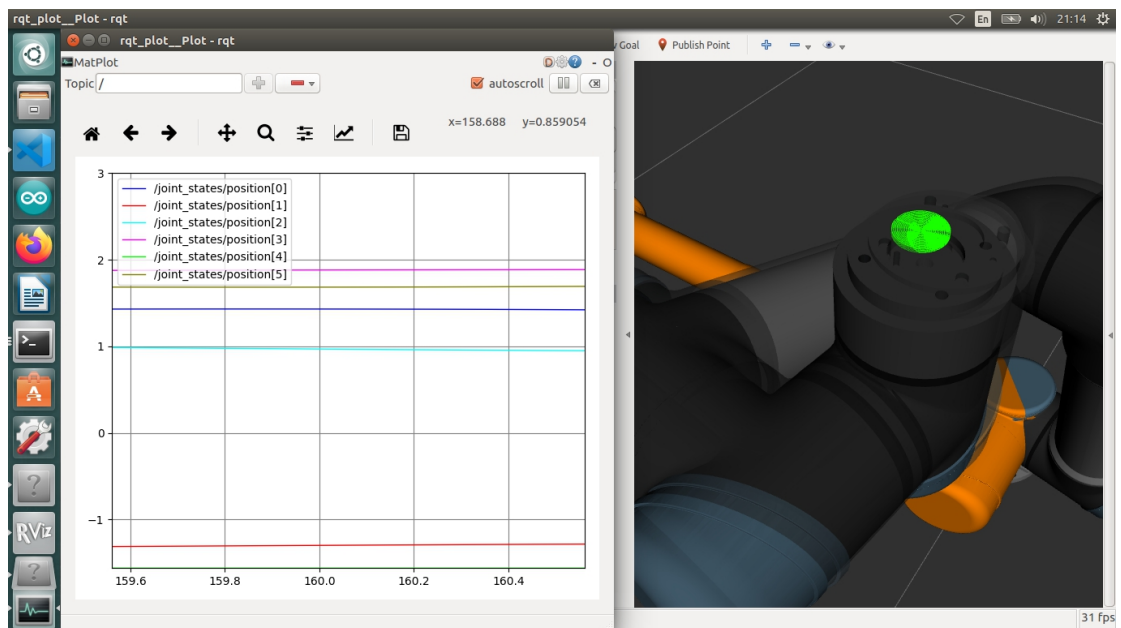 rqt_plot__Plot - rqt
En
21:14
rqt_plot__Plot - rqt
Goal
Publish Point
MatPlot
D
?
- O
Topic /
autoscroll
x=158.688 y=0.859054
3
2
1
0
−1
/joint_states/position[0]
/joint_states/position[1]
/joint_states/position[2]
/joint_states/position[3]
/joint_states/position[4]
/joint_states/position[5]
159.6 159.8 160.0 160.2 160.4
>_
A
?
RViz
?
31 fps